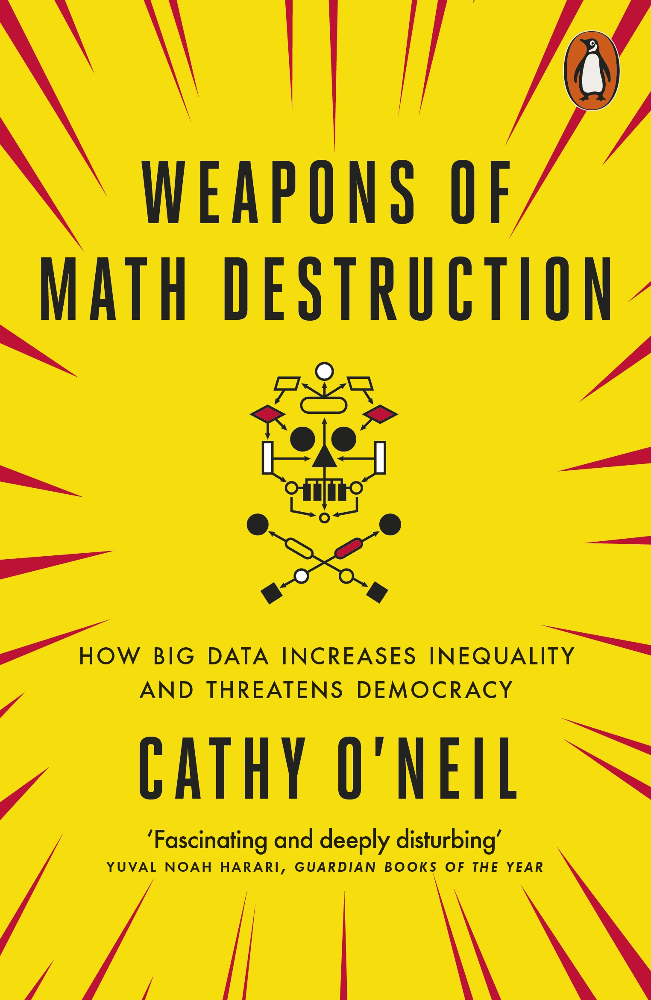 WEAPONS OF
MATH DESTRUCTION
HOW BIG DATA INCREASES INEQUALITY
AND THREATENS DEMOCRACY
CATHY O'NEIL
‘Fascinating and deeply disturbing’
YUVAL NOAH HARARI, GUARDIAN BOOKS OF THE YEAR